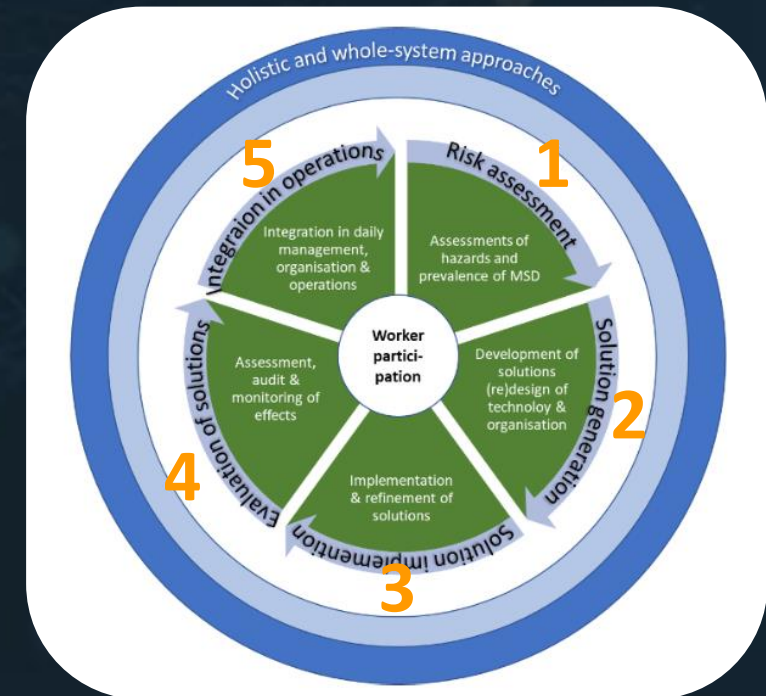 Holistic and whole-system approaches
1
Risk assessment
Assessments of
hazards and
prevalence of MSD
2
Solution generation
Development of
solutions
(re)design of
technoloy &
organisation
3
Solution implemention
Implementation
& refinement of
solutions
4
Evaluation of solutions
Assessment,
audit &
monitoring of
effects
5
Integraion in operations
Integration in daily
management,
organisation &
operations
Worker
partici-
pation